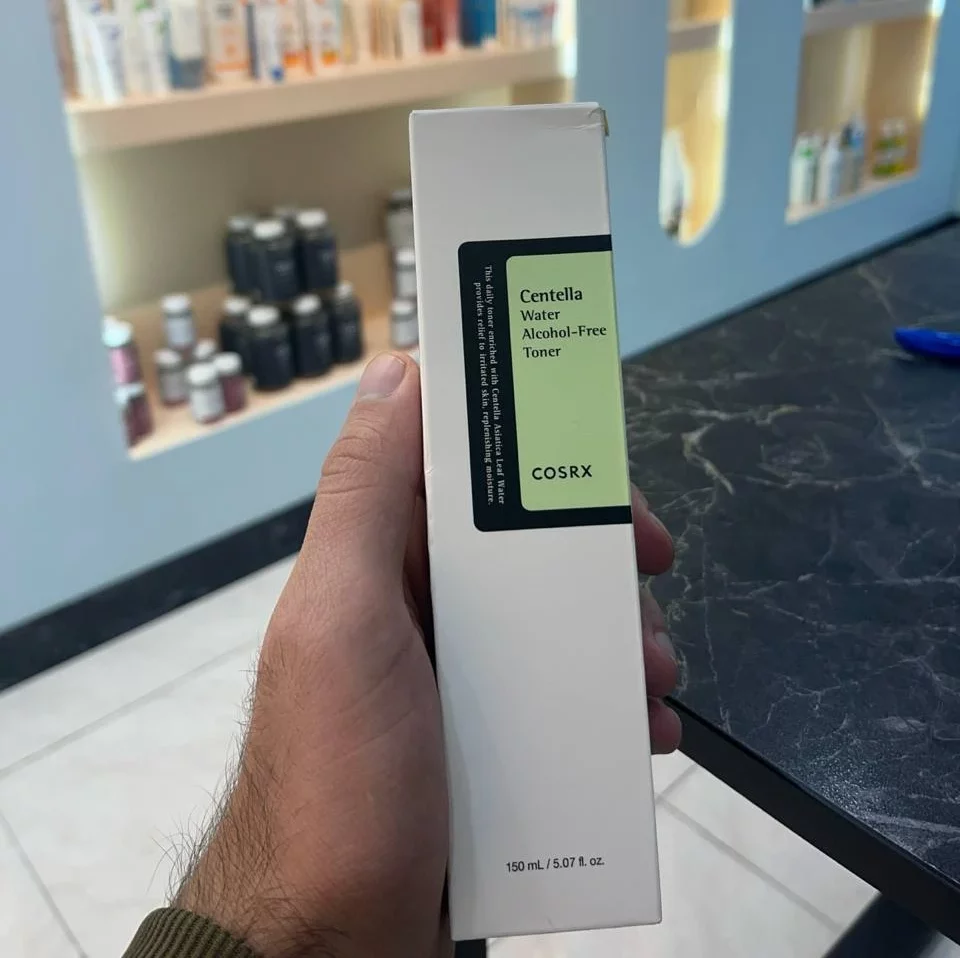 Centella
Water
Alcohol-Free
Toner
This daily toner enriched with Centella Asiatica Leaf Water
provides relief to irritated skin, replenishing moisture.
COSRX
150 mL / 5.07 fl. oz.